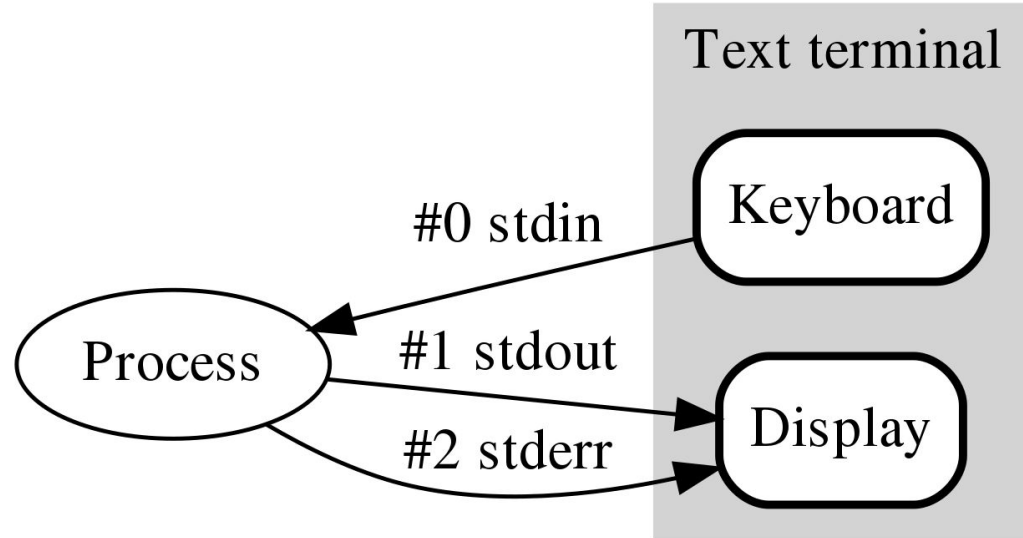 Text terminal
Keyboard
#0 stdin
Process
#1 stdout
Display
#2 stderr